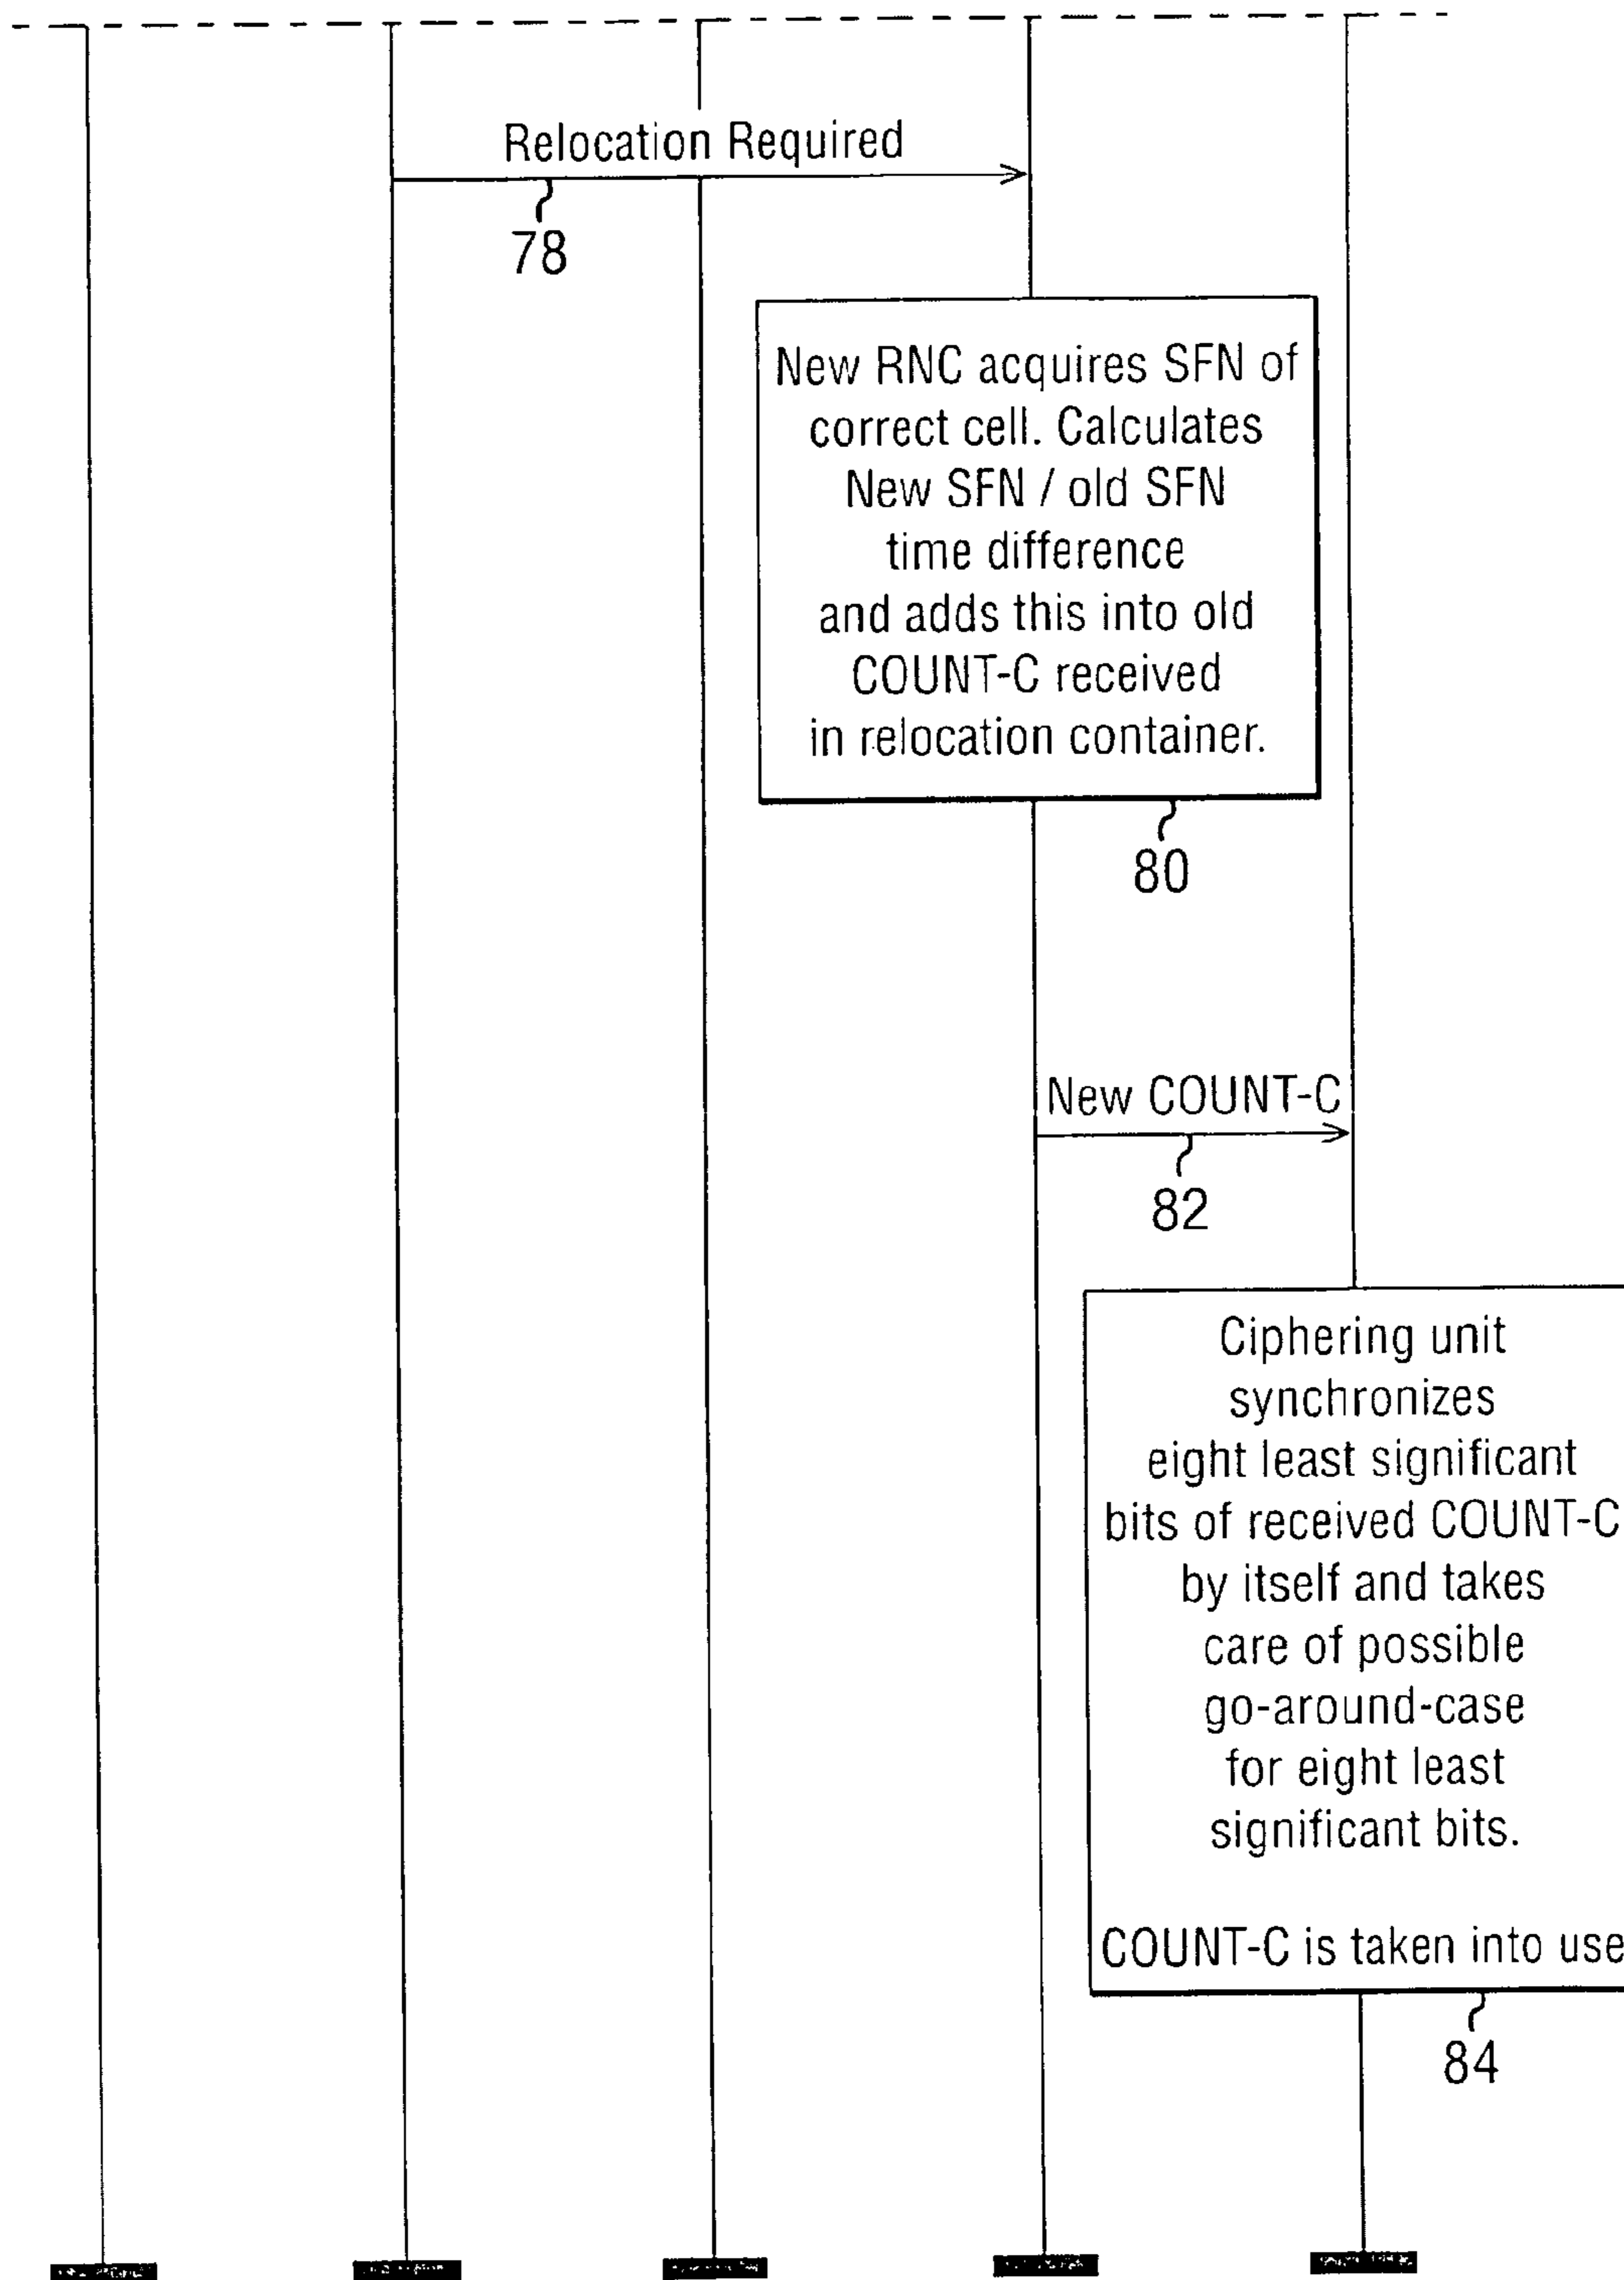 Relocation Required
78
New RNC acquires SFN of
correct cell. Calculates
New SFN / old SFN
time difference
and adds this into old
COUNT-C received
in relocation container.
80
New COUNT-C
82
Ciphering unit
synchronizes
eight least significant
bits of received COUNT-C
by itself and takes
care of possible
go-around-case
for eight least
significant bits.
COUNT-C is taken into use
84